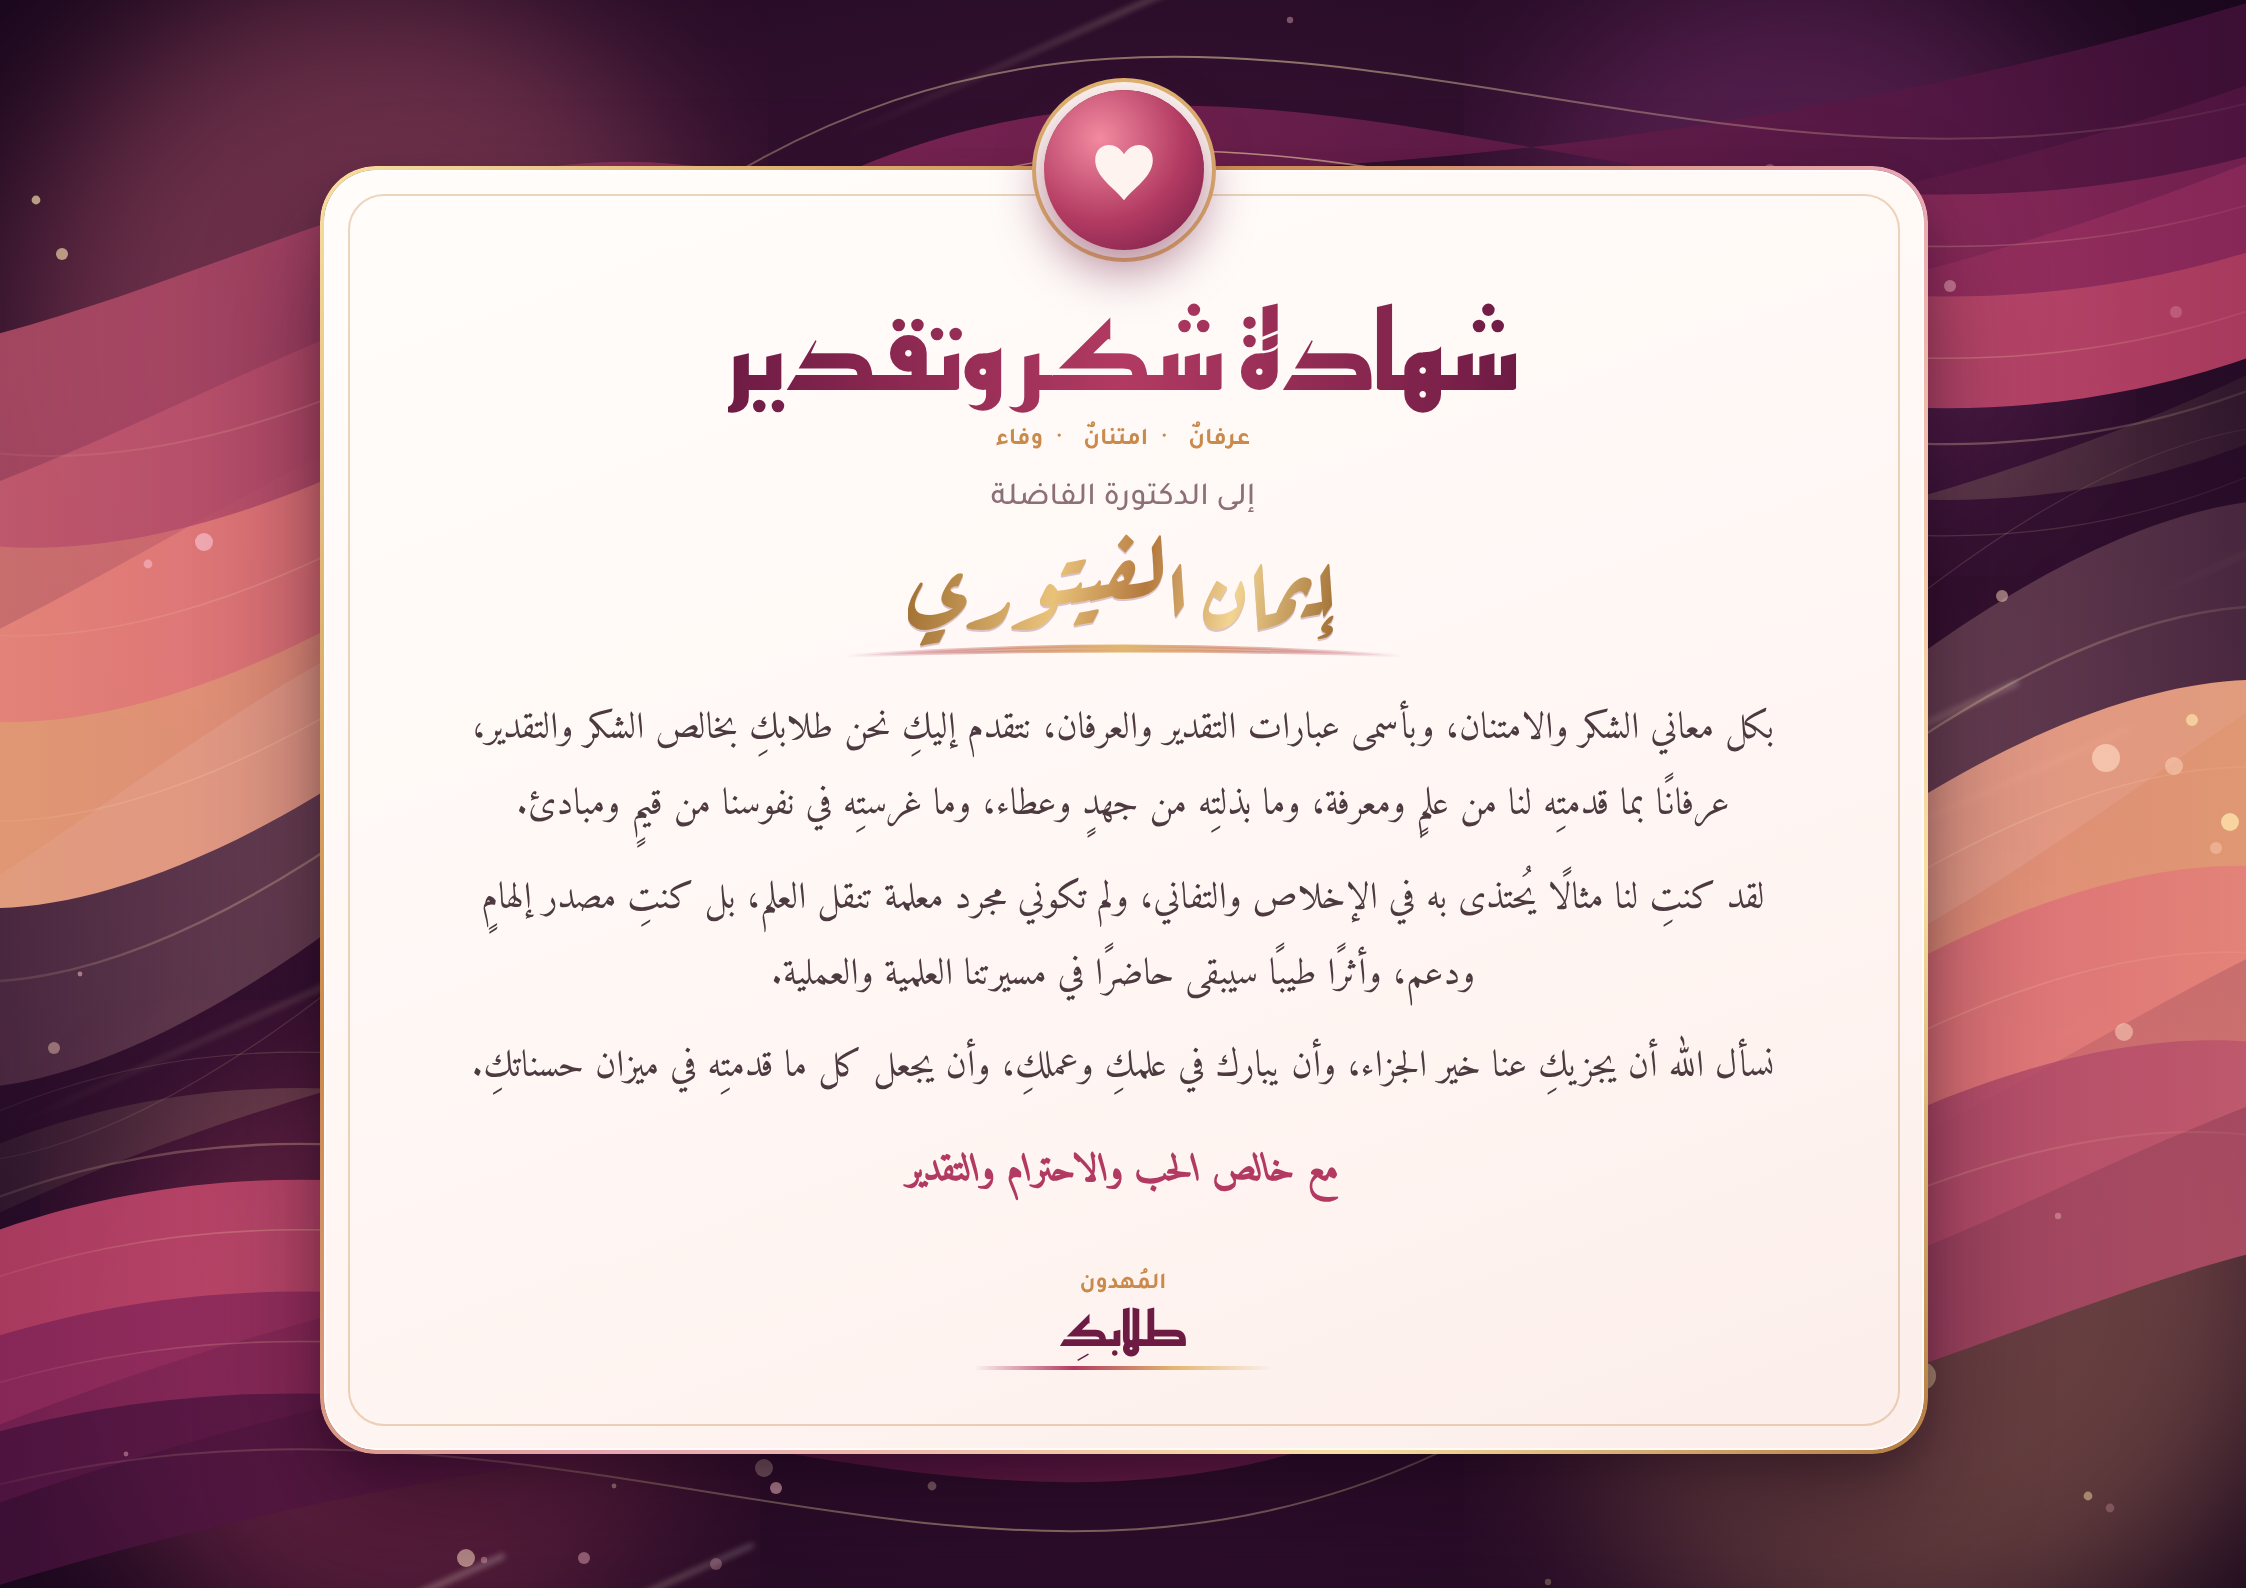 شهادةٌ شكر وتقدير
عرفانٌ · امتنانٌ · وفاء
إلى الدكتورة الفاضلة
إيمان الفيتوري
بكل معاني الشكر والامتنان، وبأسمى عبارات التقدير والعرفان، نتقدم إليكِ نحن طلابكِ بخالص الشكر والتقدير،
عرفانًا بما قدمتِه لنا من علمٍ ومعرفة، وما بذلتِه من جهدٍ وعطاء، وما غرستِه في نفوسنا من قيمٍ ومبادئ.
لقد كنتِ لنا مثالًا يُحتذى به في الإخلاص والتفاني، ولم تكوني مجرد معلمة تنقل العلم، بل كنتِ مصدر إلهامٍ
ودعم، وأثرًا طيبًا سيبقى حاضرًا في مسيرتنا العلمية والعملية.
نسأل الله أن يجزيكِ عنا خير الجزاء، وأن يبارك في علمكِ وعملكِ، وأن يجعل كل ما قدمتِه في ميزان حسناتكِ.
مع خالص الحب والاحترام والتقدير
المُهدون
طلابكِ